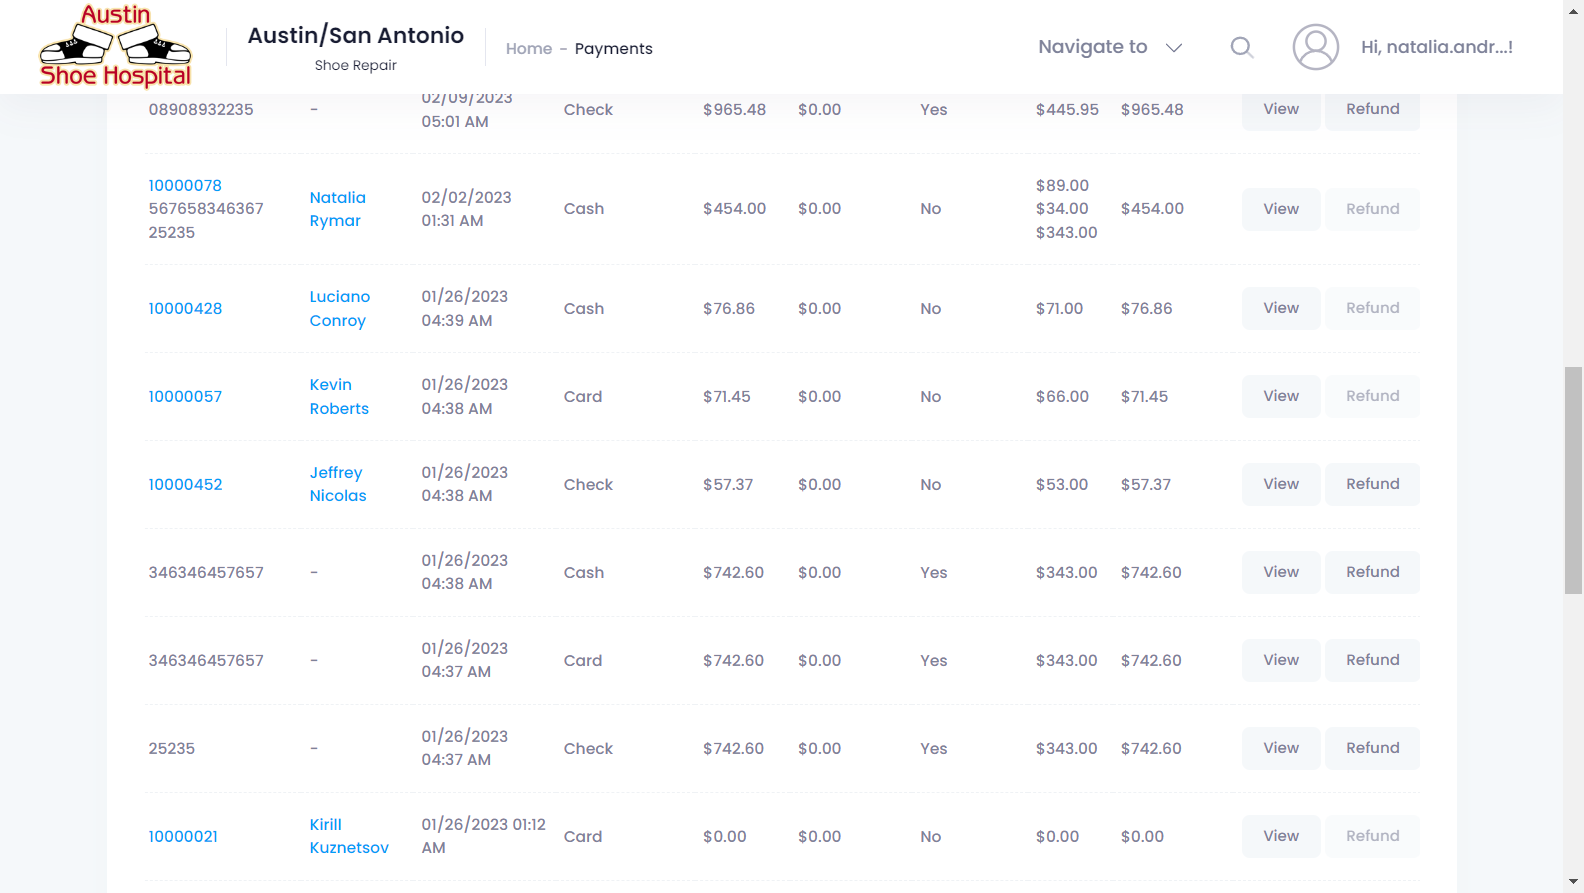 Austin
Shoe Hospital
Austin/San Antonio
Shoe Repair
Home - Payments
Navigate to
Hi, natalia.andr...!
08908932235 - 02/09/2023 05:01 AM Check $965.48 $0.00 Yes $445.95 $965.48 View Refund
10000078
567658346367
25235
Natalia
Rymar
02/02/2023
01:31 AM
Cash $454.00 $0.00 No
$89.00
$34.00
$343.00
$454.00 View Refund
10000428
Luciano
Conroy
01/26/2023
04:39 AM
Cash $76.86 $0.00 No $71.00 $76.86 View Refund
10000057
Kevin
Roberts
01/26/2023
04:38 AM
Card $71.45 $0.00 No $66.00 $71.45 View Refund
10000452
Jeffrey
Nicolas
01/26/2023
04:38 AM
Check $57.37 $0.00 No $53.00 $57.37 View Refund
346346457657 -
01/26/2023
04:38 AM
Cash $742.60 $0.00 Yes $343.00 $742.60 View Refund
346346457657 -
01/26/2023
04:37 AM
Card $742.60 $0.00 Yes $343.00 $742.60 View Refund
25235 -
01/26/2023
04:37 AM
Check $742.60 $0.00 Yes $343.00 $742.60 View Refund
10000021
Kirill
Kuznetsov
01/26/2023 01:12
AM
Card $0.00 $0.00 No $0.00 $0.00 View Refund